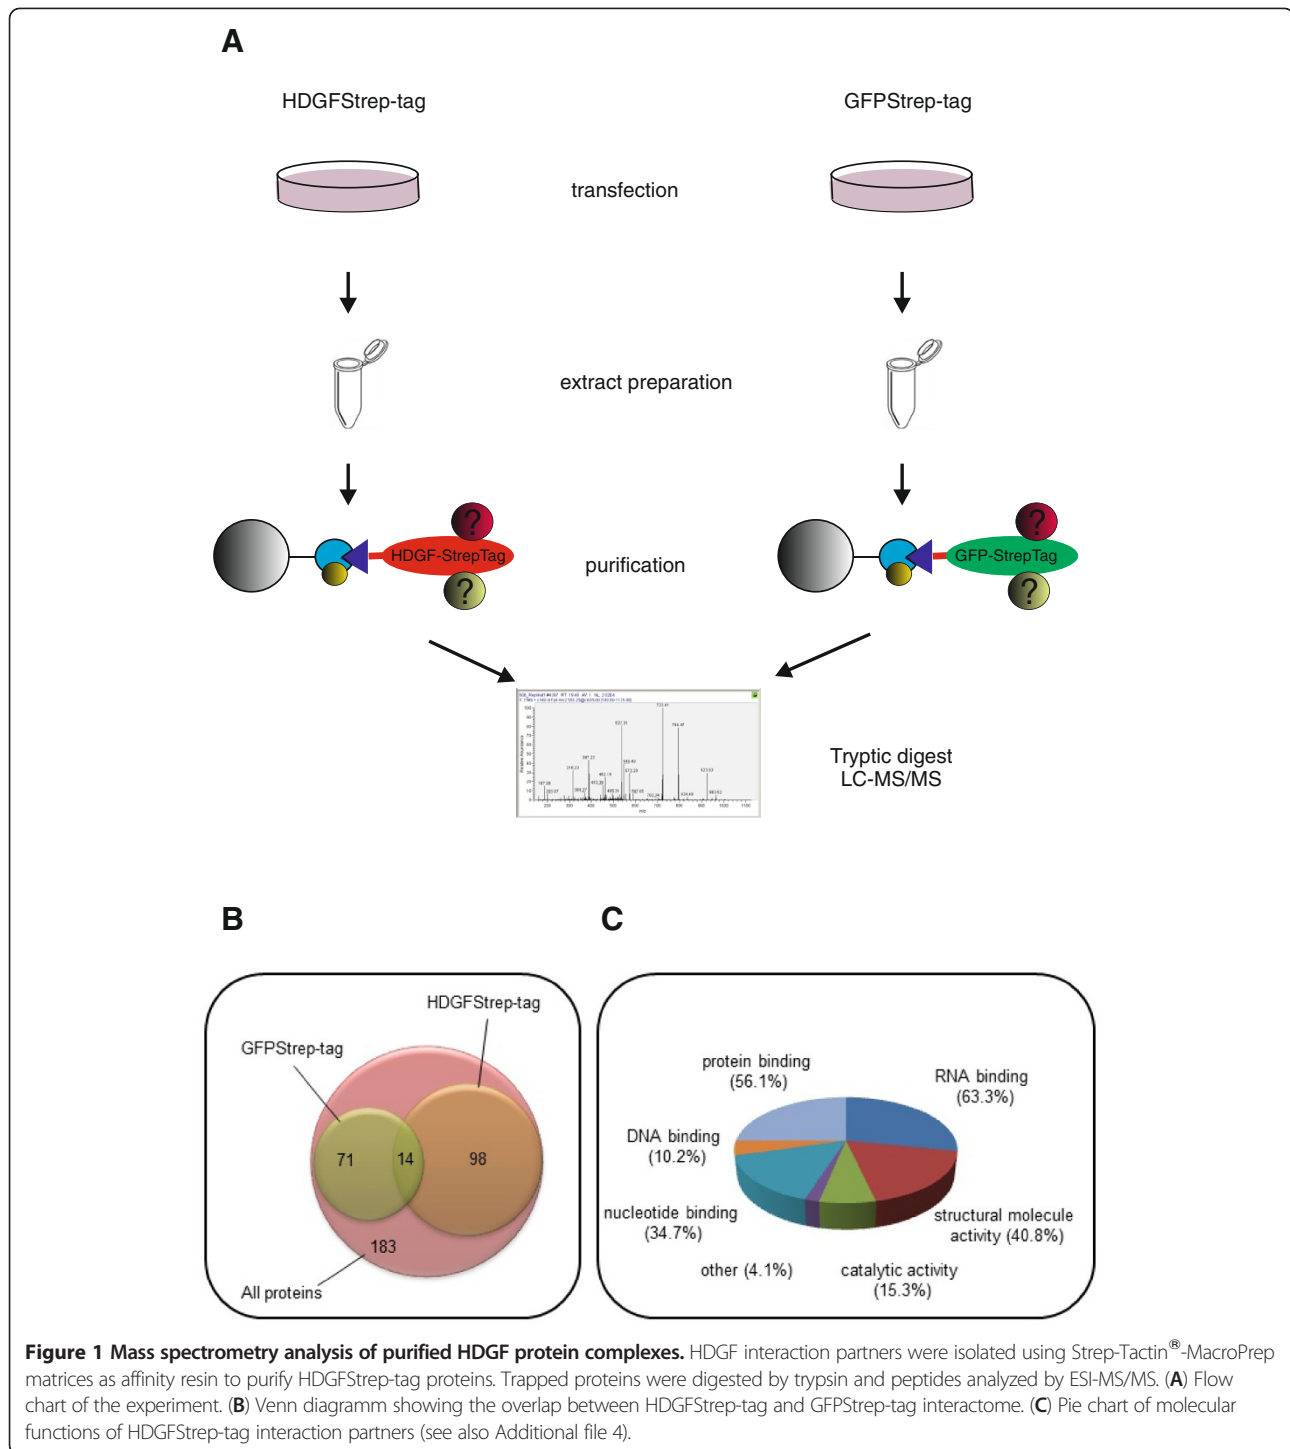 A
HDGFStrep-tag
GFPStrep-tag
transfection
extract preparation
?
?
HDGF-StrepTag
?
?
GFP-StrepTag
purification
Relative Abundance
Tryptic digest
LC-MS/MS
B
C
HDGFStrep-tag
GFPStrep-tag
71
14
98
183
All proteins
protein binding
(56.1%)
RNA binding
(63.3%)
DNA binding
(10.2%)
nucleotide binding
(34.7%)
structural molecule
activity (40.8%)
other (4.1%)
catalytic activity
(15.3%)
Figure 1 Mass spectrometry analysis of purified HDGF protein complexes. HDGF interaction partners were isolated using Strep-Tactin®-MacroPrep
matrices as affinity resin to purify HDGFStrep-tag proteins. Trapped proteins were digested by trypsin and peptides analyzed by ESI-MS/MS. (A) Flow
chart of the experiment. (B) Venn diagramm showing the overlap between HDGFStrep-tag and GFPStrep-tag interactome. (C) Pie chart of molecular
functions of HDGFStrep-tag interaction partners (see also Additional file 4).